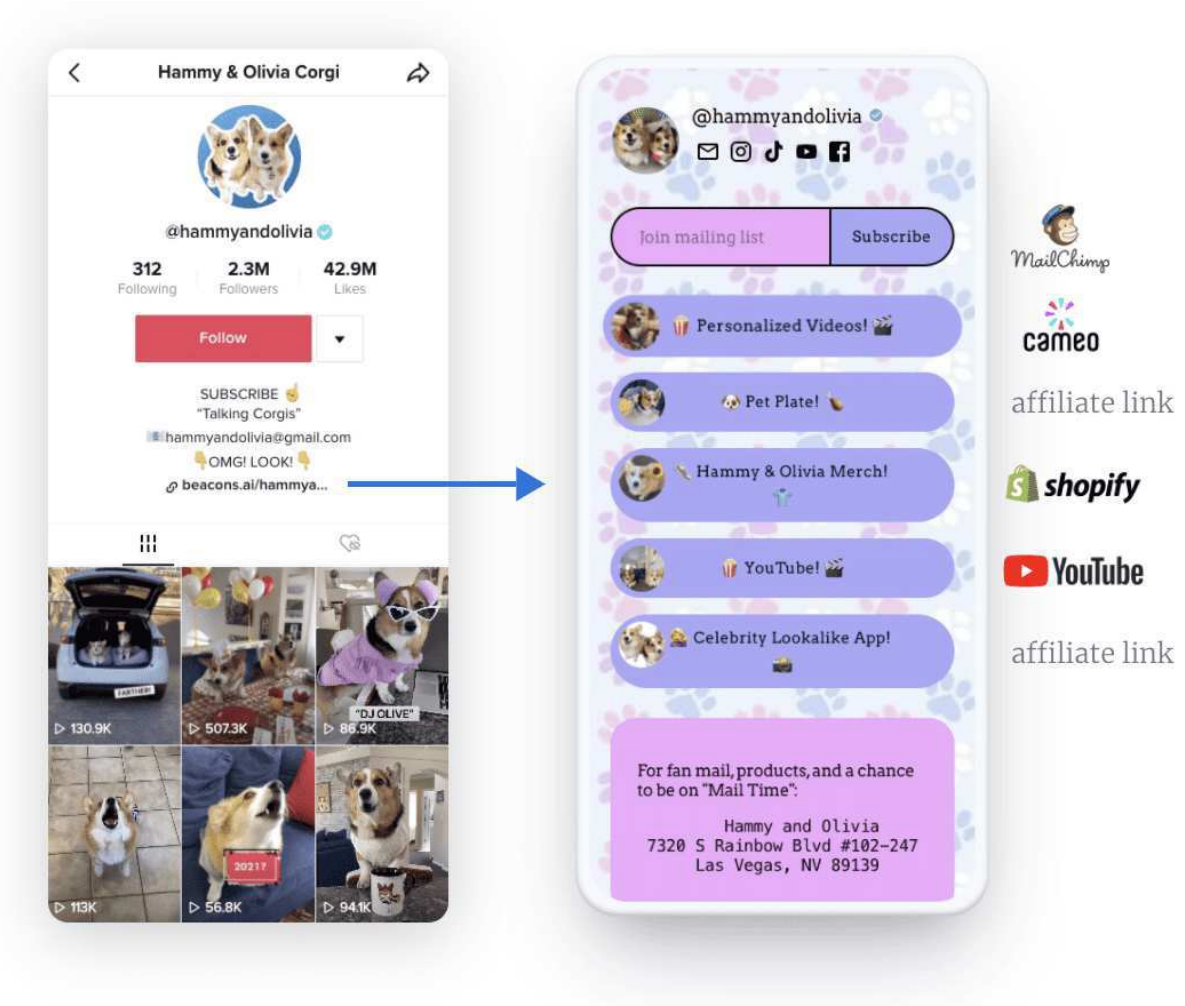 Hammy & Olivia Corgi
@hammyandolivia
312 2.3M 42.9M
Following Followers Likes
Follow
SUBSCRIBE ☝️
“Talking Corgis”
📧hammyandolivia@gmail.com
👇OMG! LOOK! 👇
beacons.ai/hammya...
FARTHER!
130.9K
507.3K
"DJ OLIVE"
86.9K
113K
2021?
56.8K
94.1K
@hammyandolivia
Join mailing list Subscribe
🍿 Personalized Videos! 🎬
🐶 Pet Plate! 🍗
Hammy & Olivia Merch!
👕
🍿 YouTube! 🎬
Celebrity Lookalike App!
📸
For fan mail, products, and a chance
to be on "Mail Time":
Hammy and Olivia
7320 S Rainbow Blvd #102-247
Las Vegas, NV 89139
MailChimp
cameo
affiliate link
shopify
YouTube
affiliate link